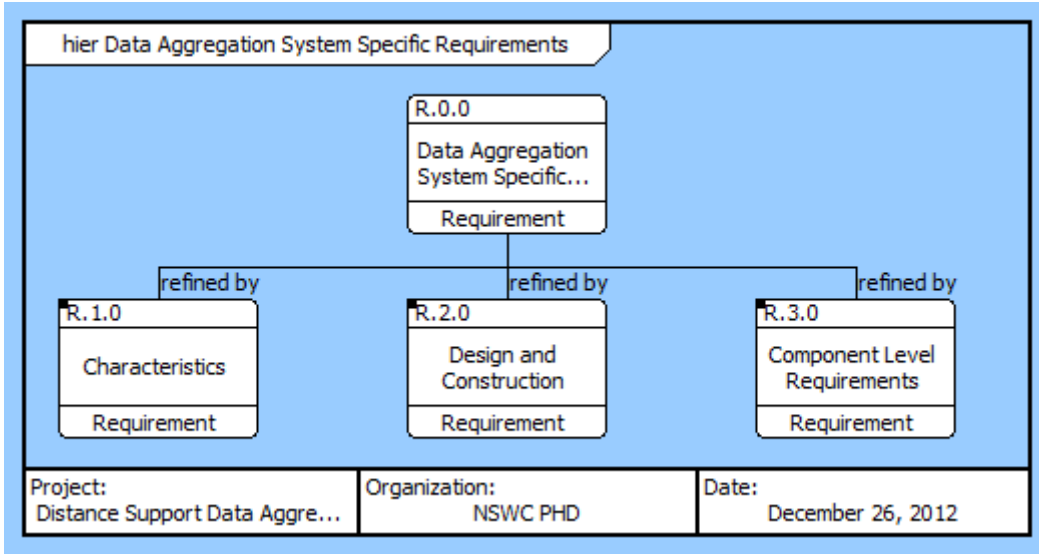 hier Data Aggregation System Specific Requirements
R.0.0
Data Aggregation
System Specific...
Requirement
refined by
refined by
refined by
R.1.0
Characteristics
Requirement
R.2.0
Design and
Construction
Requirement
R.3.0
Component Level
Requirements
Requirement
Project:
Distance Support Data Aggre...
Organization:
NSWC PHD
Date:
December 26, 2012